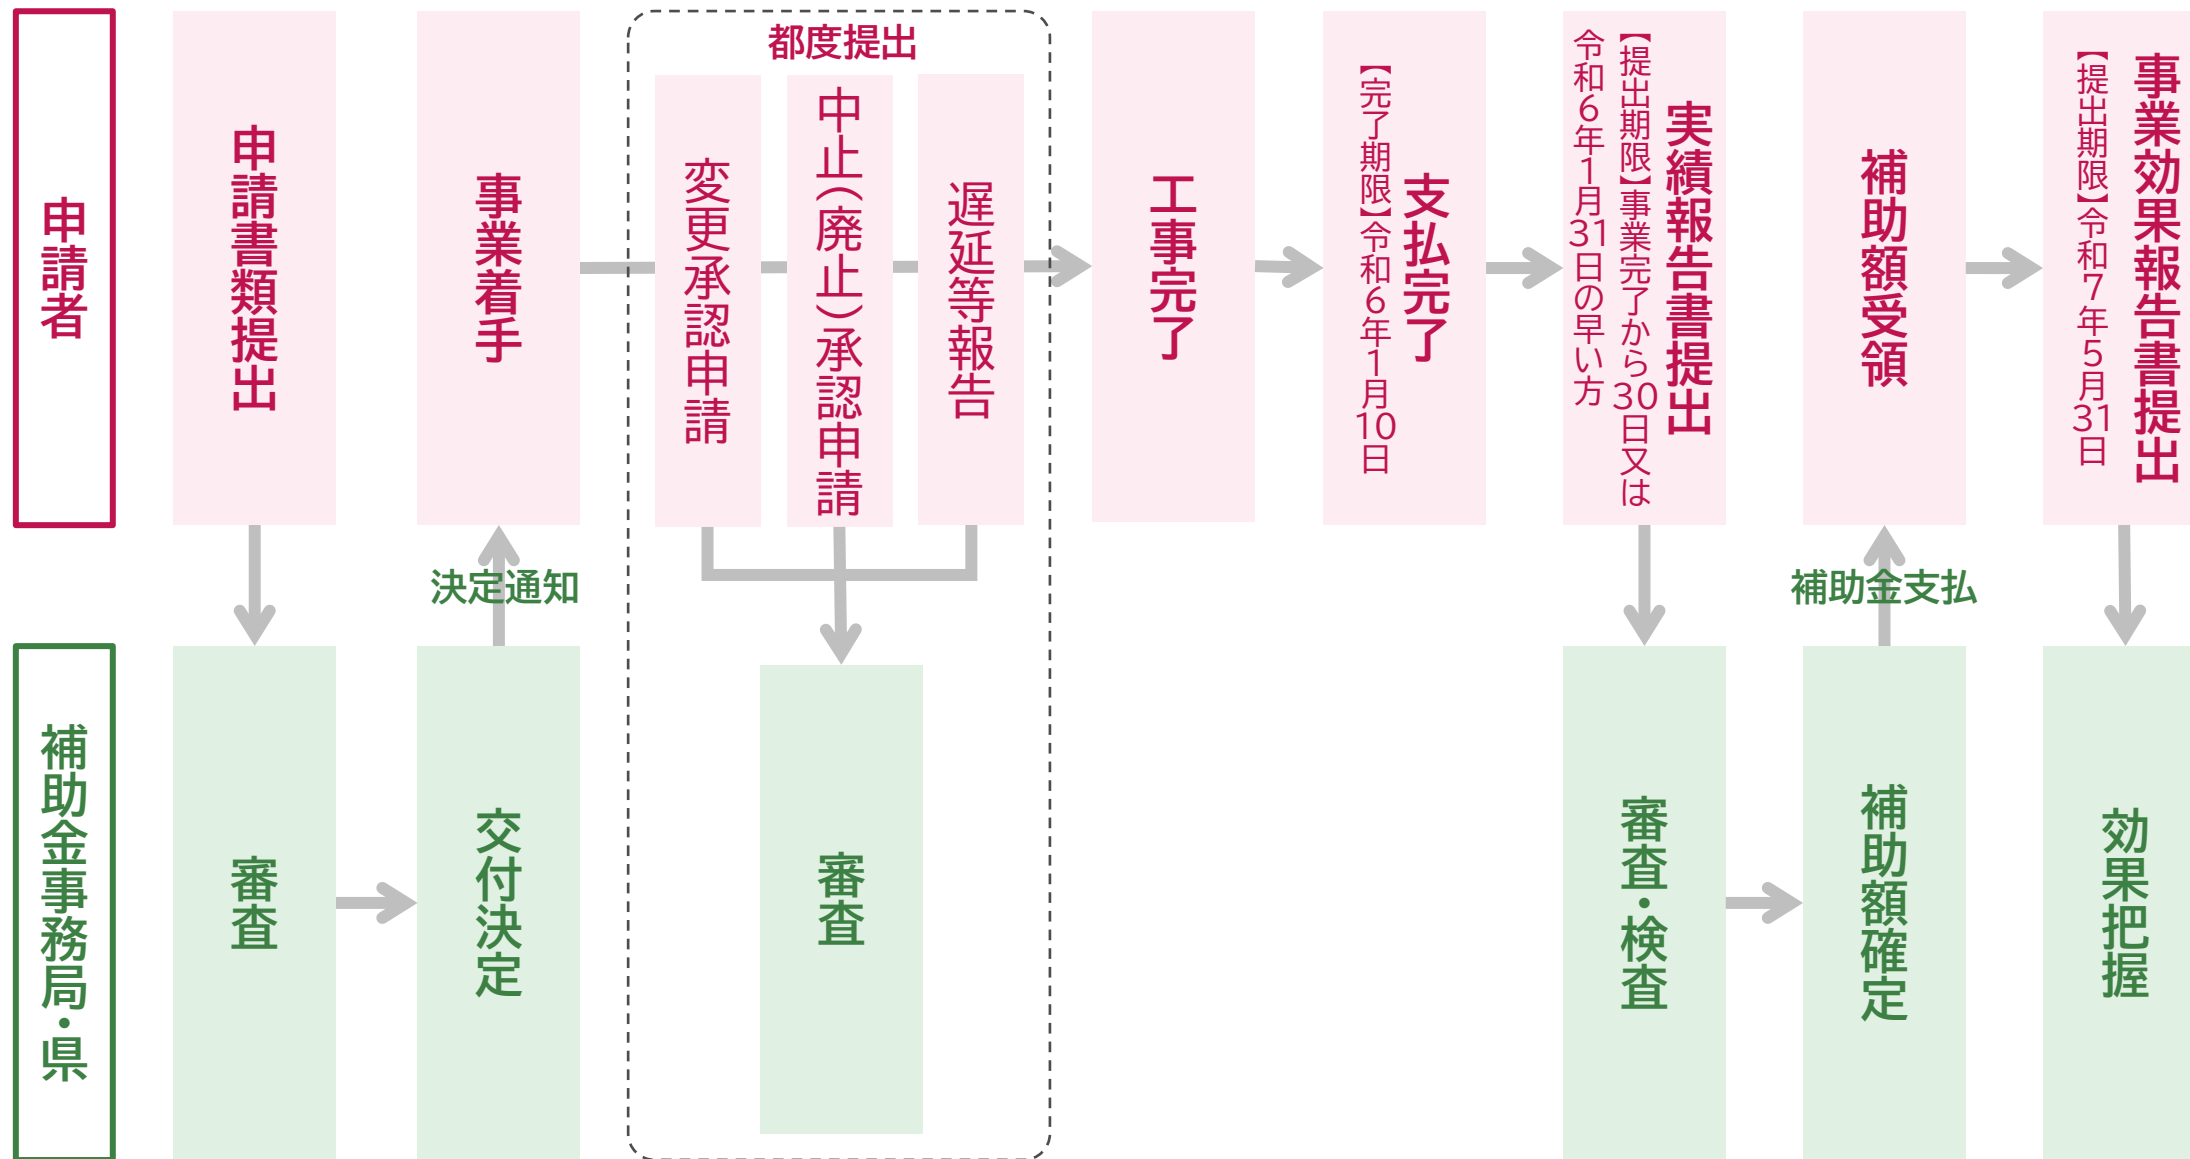 申請者
申請書類提出
事業着手
都度提出
変更承認申請
中止(廃止)承認申請
遅延等報告
工事完了
支払完了
【完了期限】令和6年1月10日
実績報告書提出
【提出期限】事業完了から30日又は
令和6年1月31日の早い方
補助額受領
事業効果報告書提出
【提出期限】令和7年5月31日
決定通知
補助金支払
補助金事務局・県
審査
交付決定
審査
審査・検査
補助額確定
効果把握